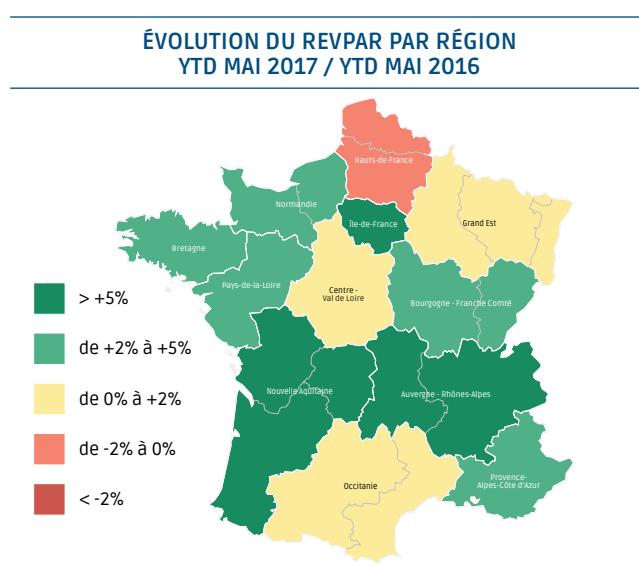 ÉVOLUTION DU REVPAR PAR RÉGION
YTD MAI 2017 / YTD MAI 2016
Hauts-de-France
Normandie
Île-de-France
Grand Est
Bretagne
Pays-de-la-Loire
Centre -
Val de Loire
Bourgogne - Franche Comté
> +5%
de +2% à +5%
de 0% à +2%
de -2% à 0%
< -2%
Nouvelle Aquitaine
Auvergne - Rhônes-Alpes
Occitanie
Provence-
Alpes-Côte d'Azur